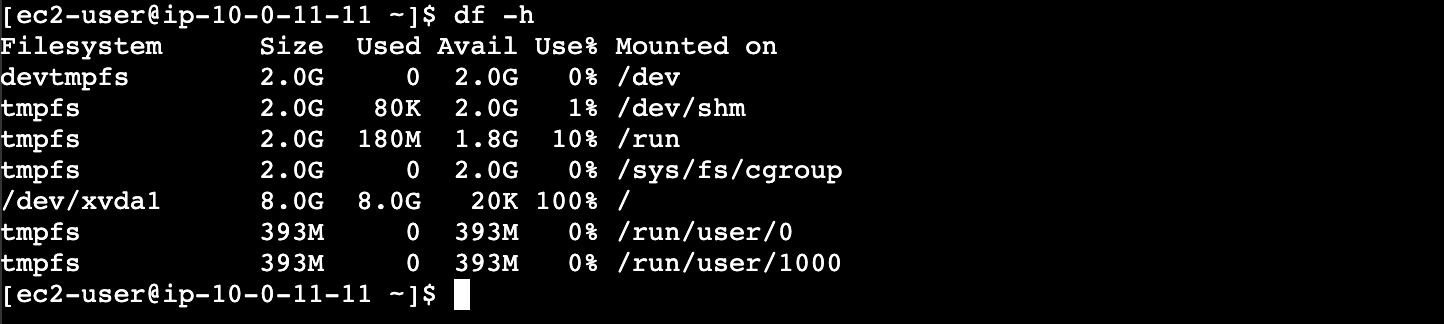 [ec2-user@ip-10-0-11-11 ~]$ df -h
Filesystem      Size  Used Avail Use% Mounted on
devtmpfs        2.0G     0  2.0G   0% /dev
tmpfs           2.0G   80K  2.0G   1% /dev/shm
tmpfs           2.0G  180M  1.8G  10% /run
tmpfs           2.0G     0  2.0G   0% /sys/fs/cgroup
/dev/xvda1      8.0G  8.0G   20K 100% /
tmpfs           393M     0  393M   0% /run/user/0
tmpfs           393M     0  393M   0% /run/user/1000
[ec2-user@ip-10-0-11-11 ~]$